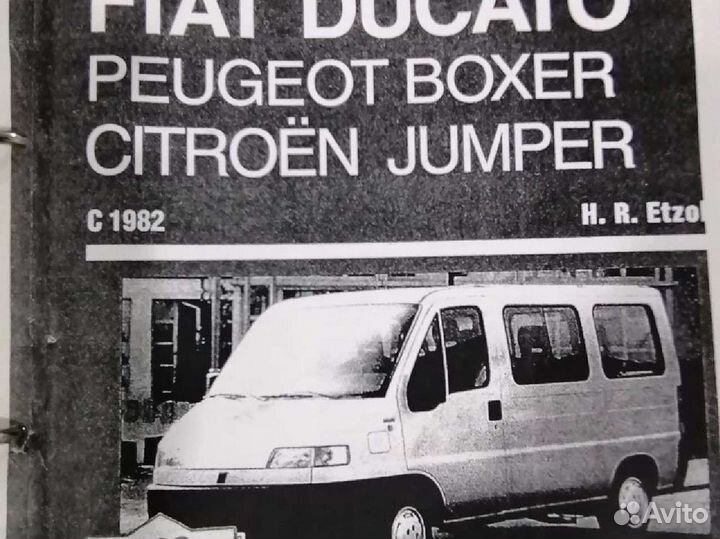 FIAT DUCATO
PEUGEOT BOXER
CITROËN JUMPER
С 1982
H. R. Etzol
Avito